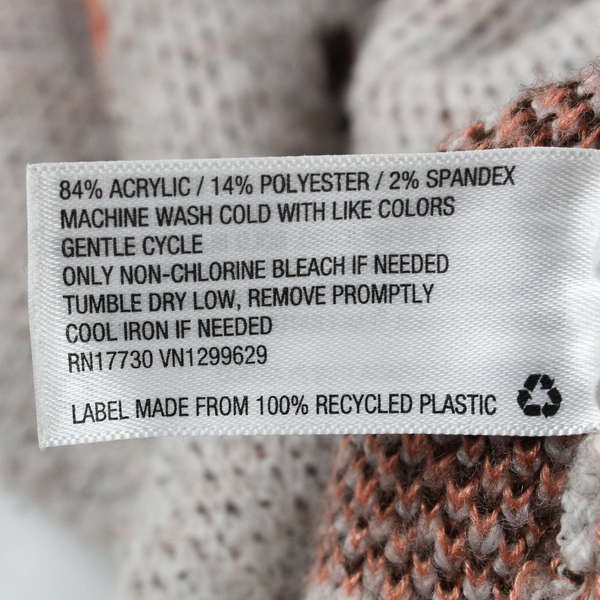 84% ACRYLIC / 14% POLYESTER / 2% SPANDEX
MACHINE WASH COLD WITH LIKE COLORS
GENTLE CYCLE
ONLY NON-CHLORINE BLEACH IF NEEDED
TUMBLE DRY LOW, REMOVE PROMPTLY
COOL IRON IF NEEDED
RN17730 VN1299629
LABEL MADE FROM 100% RECYCLED PLASTIC